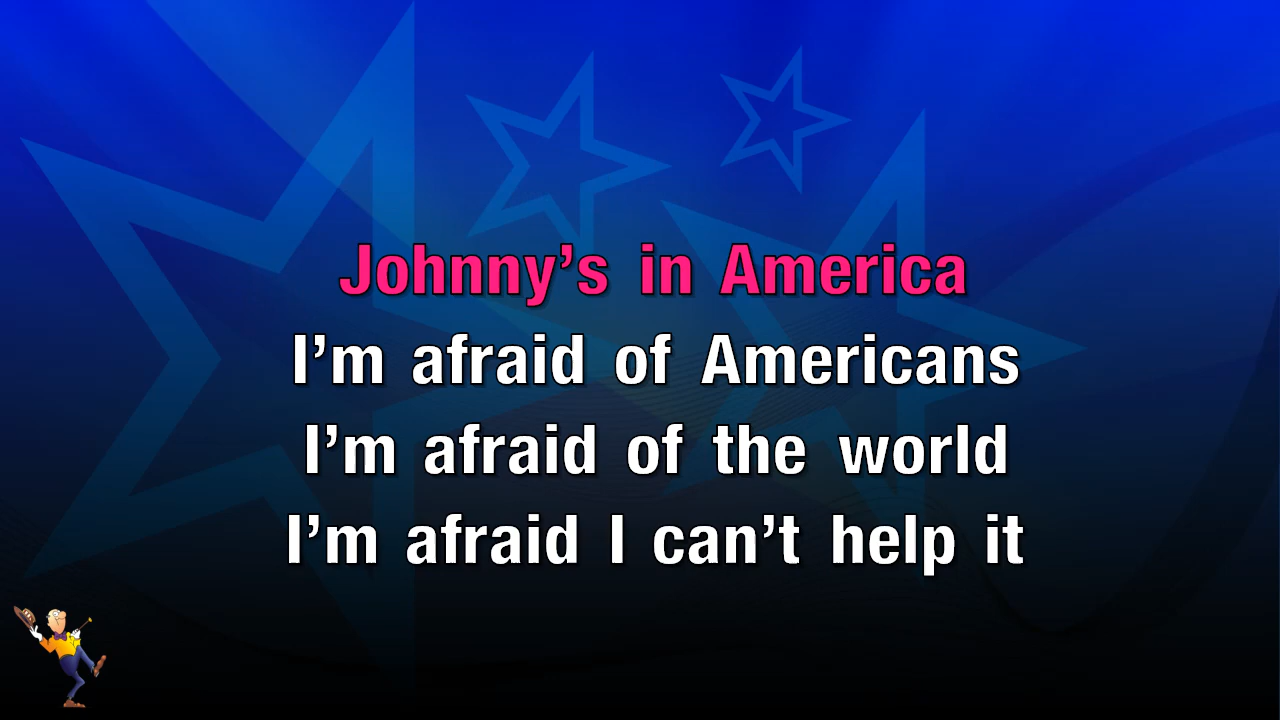 Johnny’s in America
I’m afraid of Americans
I’m afraid of the world
I’m afraid I can’t help it